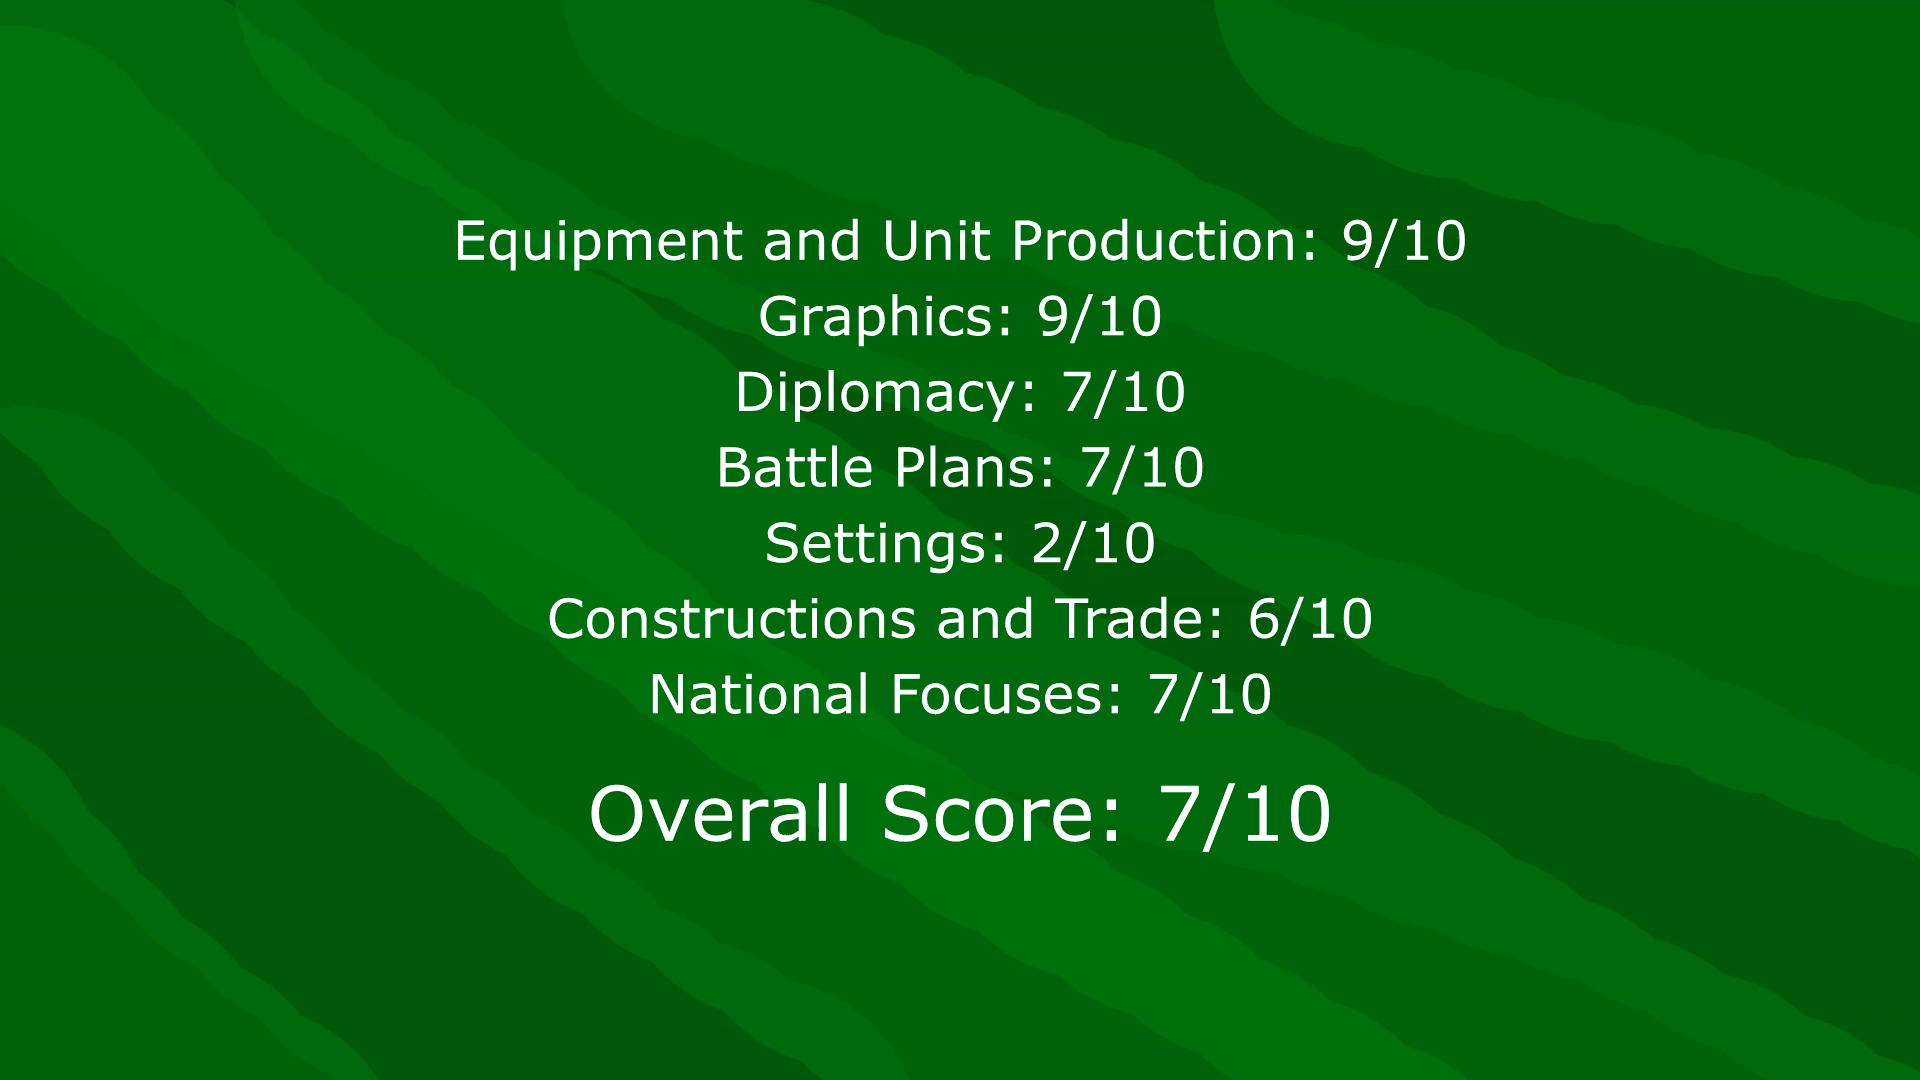 Equipment and Unit Production: 9/10
Graphics: 9/10
Diplomacy: 7/10
Battle Plans: 7/10
Settings: 2/10
Constructions and Trade: 6/10
National Focuses: 7/10
Overall Score: 7/10